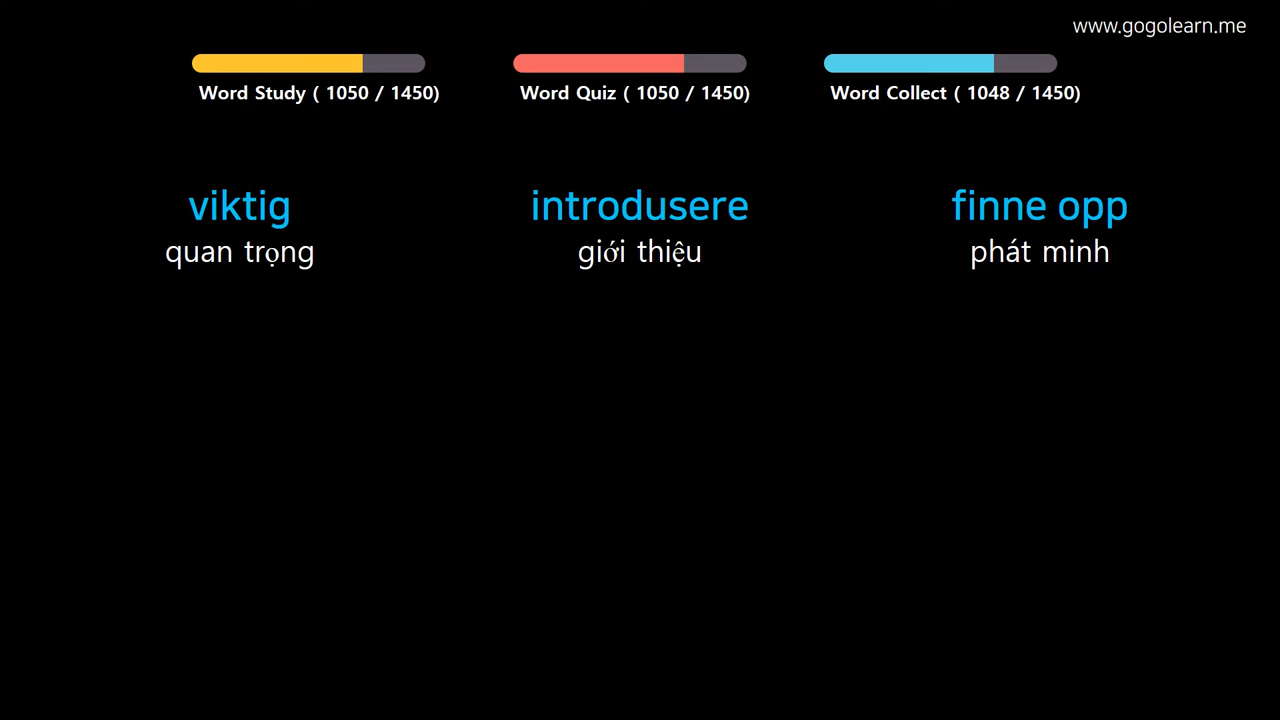 www.gogolearn.me
Word Study ( 1050 / 1450)
Word Quiz ( 1050 / 1450)
Word Collect ( 1048 / 1450)
viktig
quan trọng
introdusere
giới thiệu
finne opp
phát minh